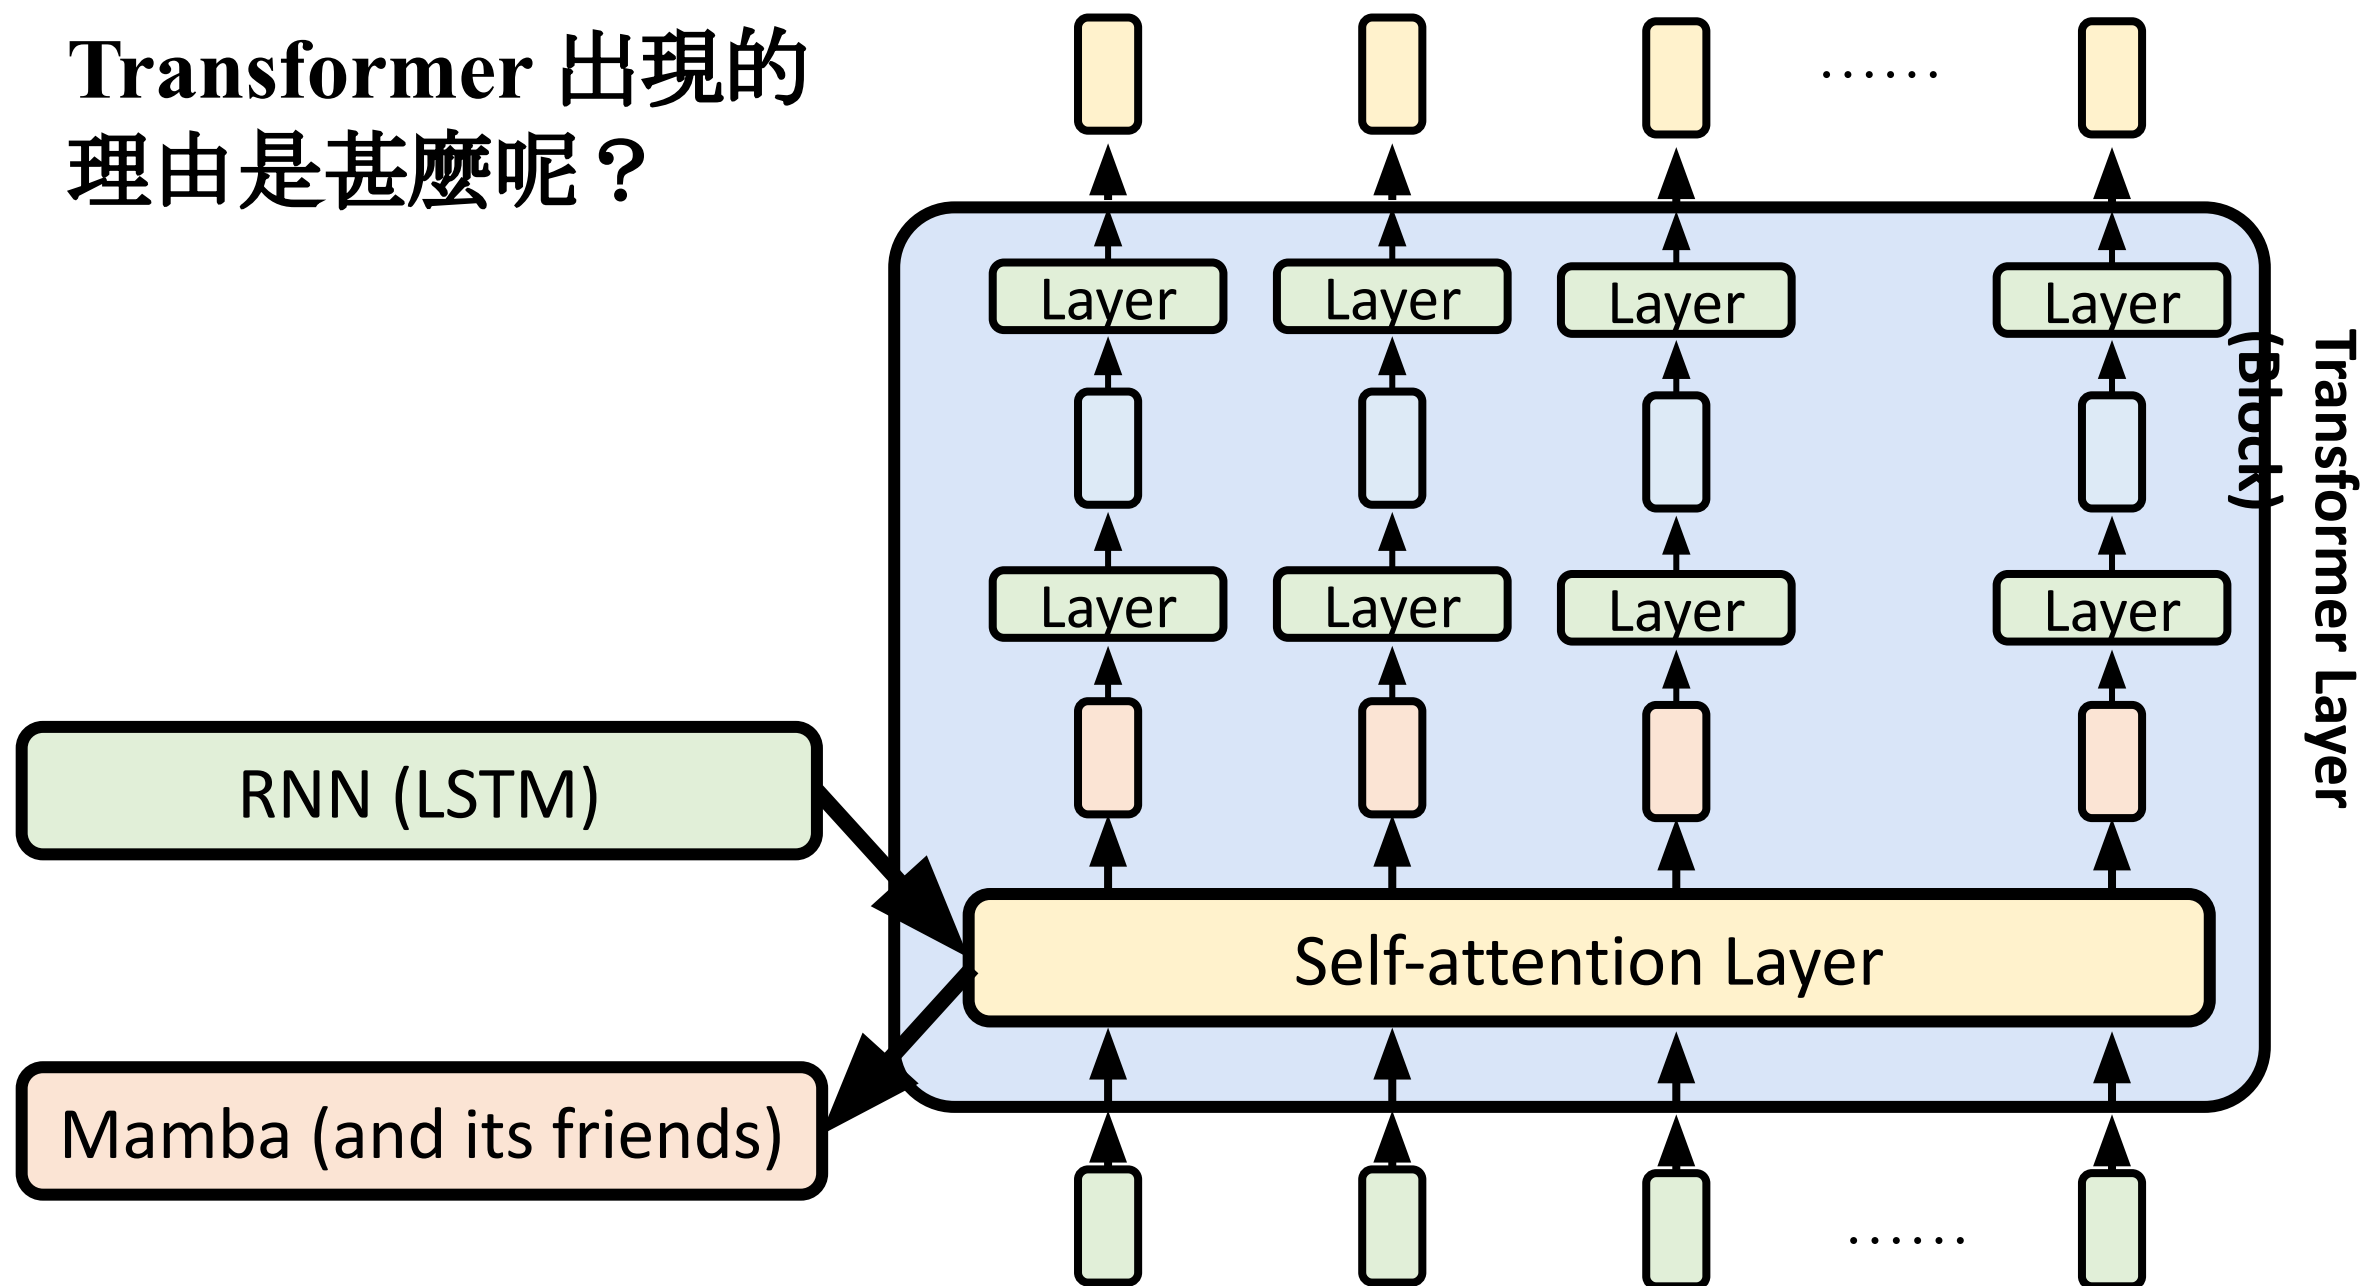 Transformer 出現的
理由是甚麼呢？
......
Layer
Layer
Layer
Layer
Transformer Layer
(Block)
Layer
Layer
Layer
Layer
RNN (LSTM)
Self-attention Layer
Mamba (and its friends)
......